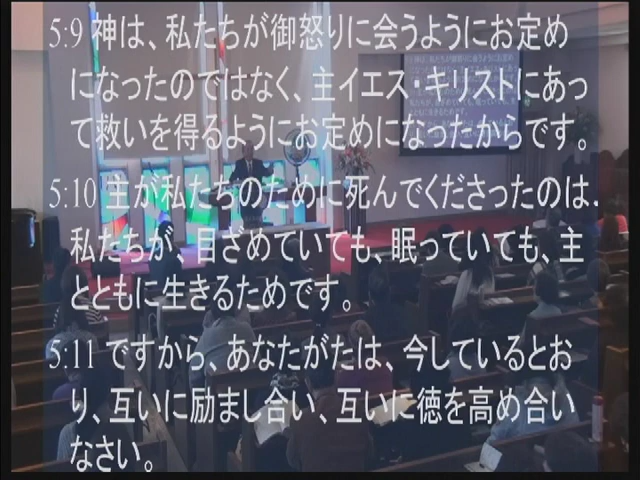 5:9 神は、私たちが御怒りに会うようにお定め
になったのではなく、主イエス・キリストにあっ
て救いを得るようにお定めになったからです。
5:10 主が私たちのために死んでくださったのは、
私たちが、目ざめていても、眠っていても、主
とともに生きるためです。
5:11 ですから、あなたがたは、今しているとお
り、互いに励まし合い、互いに徳を高め合い
なさい。